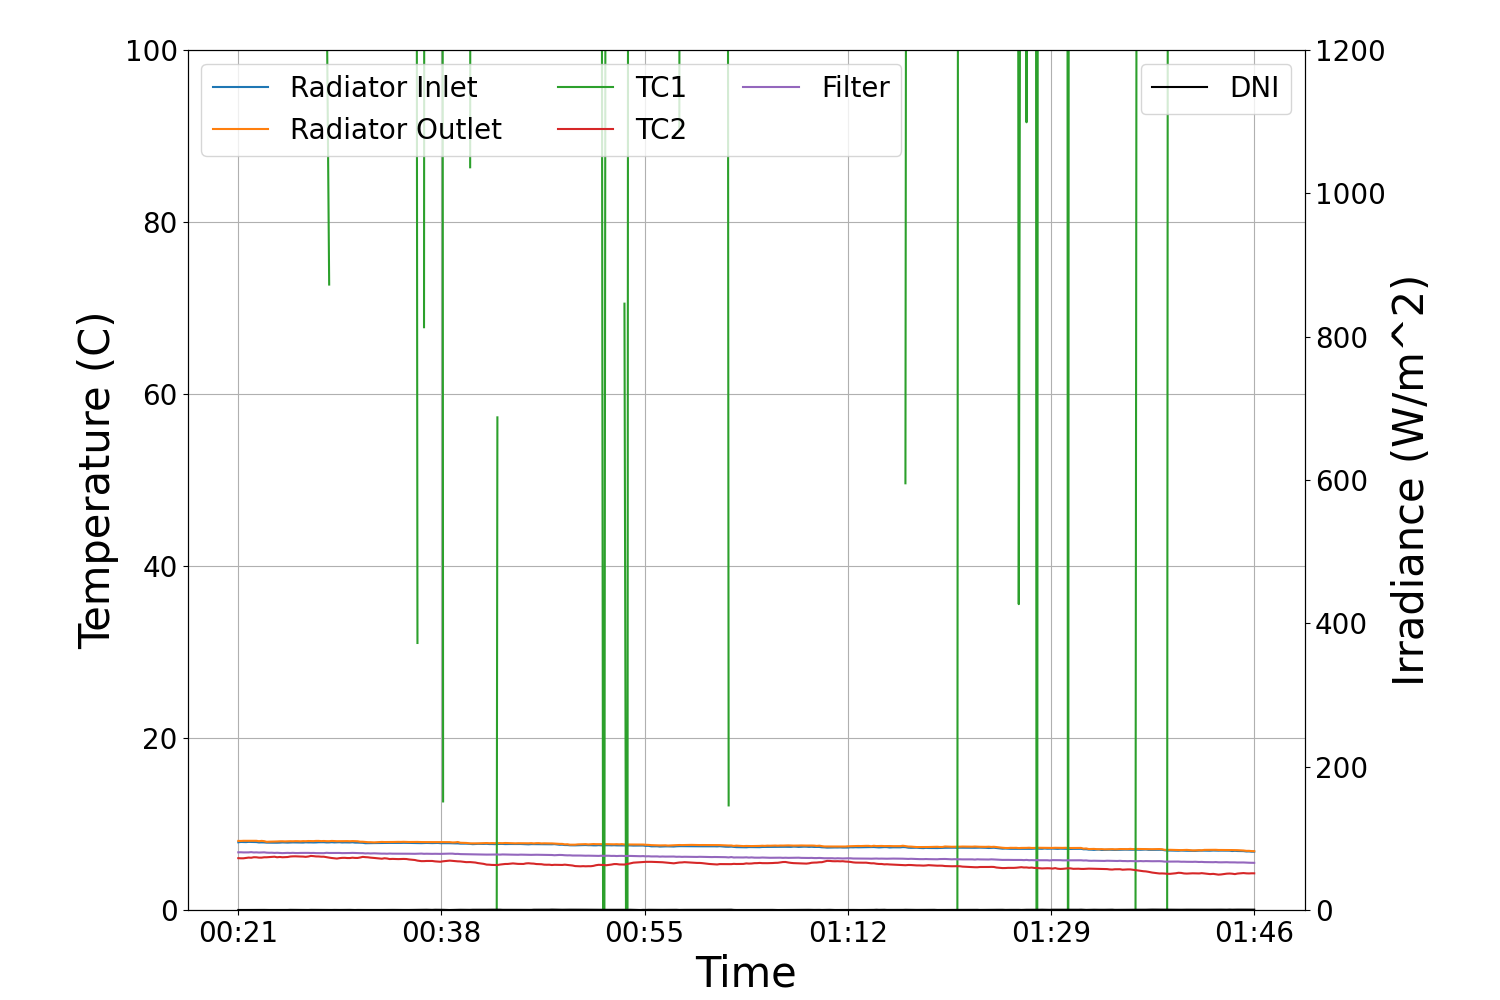 Radiator Inlet
Radiator Outlet
TC1
TC2
Filter
DNI
Temperature (C)
100
80
60
40
20
0
Irradiance (W/m^2)
1200
1000
800
600
400
200
0
00:21 00:38 00:55 01:12 01:29 01:46
Time